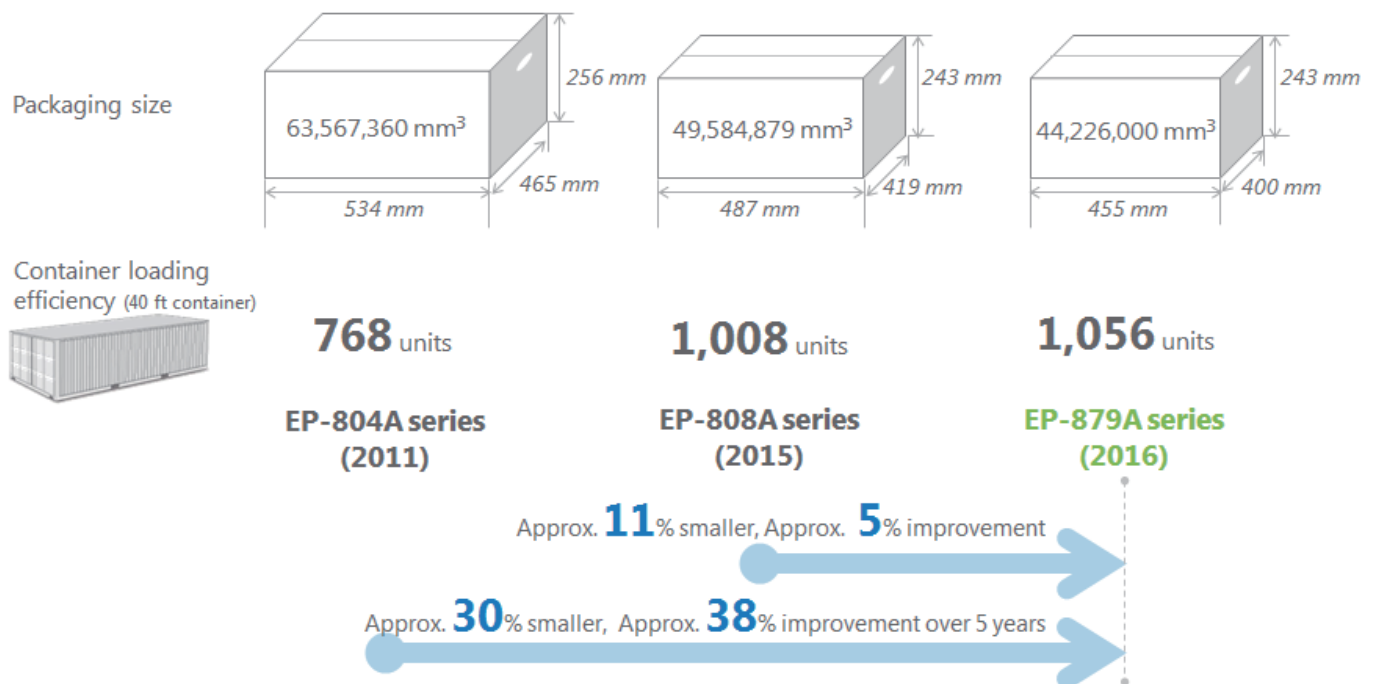 Packaging size
63,567,360 mm³
256 mm
465 mm
534 mm
49,584,879 mm³
243 mm
419 mm
487 mm
44,226,000 mm³
243 mm
400 mm
455 mm
Container loading
efficiency (40 ft container)
768 units
1,008 units
1,056 units
EP-804A series
(2011)
EP-808A series
(2015)
EP-879A series
(2016)
Approx. 11% smaller, Approx. 5% improvement
Approx. 30% smaller, Approx. 38% improvement over 5 years